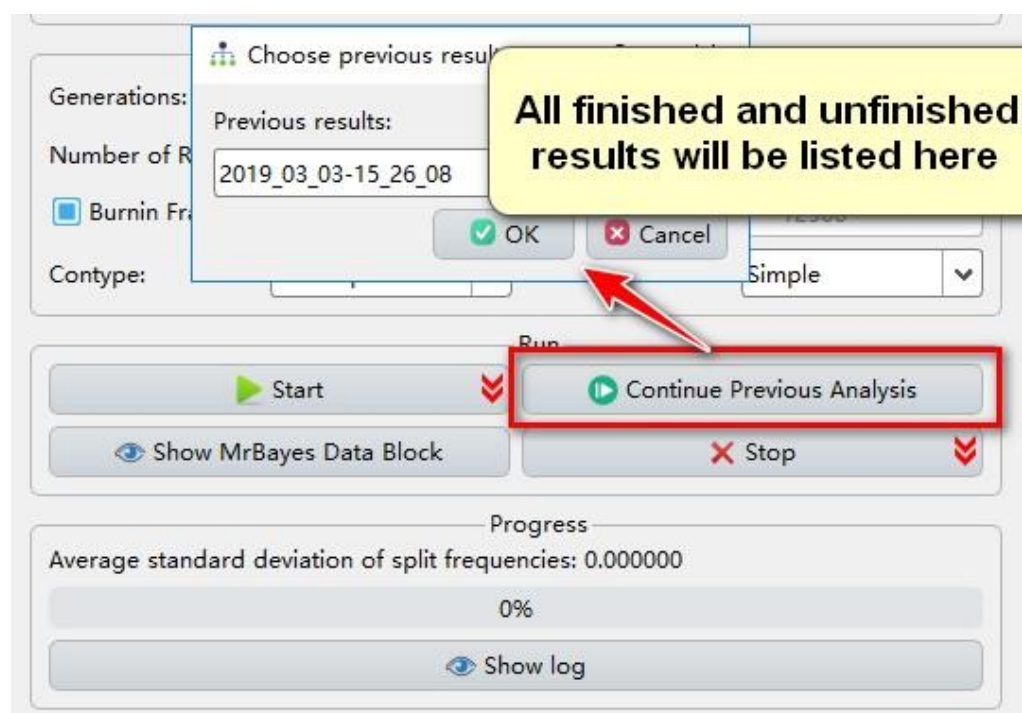 Choose previous resul
All finished and unfinished
results will be listed here
Generations:
Previous results:
Number of R
2019_03_03-15_26_08
Burnin Fra
OK
Cancel
Contype:
Simple
Run
Start
Continue Previous Analysis
Show MrBayes Data Block
Stop
Progress
Average standard deviation of split frequencies: 0.000000
0%
Show log